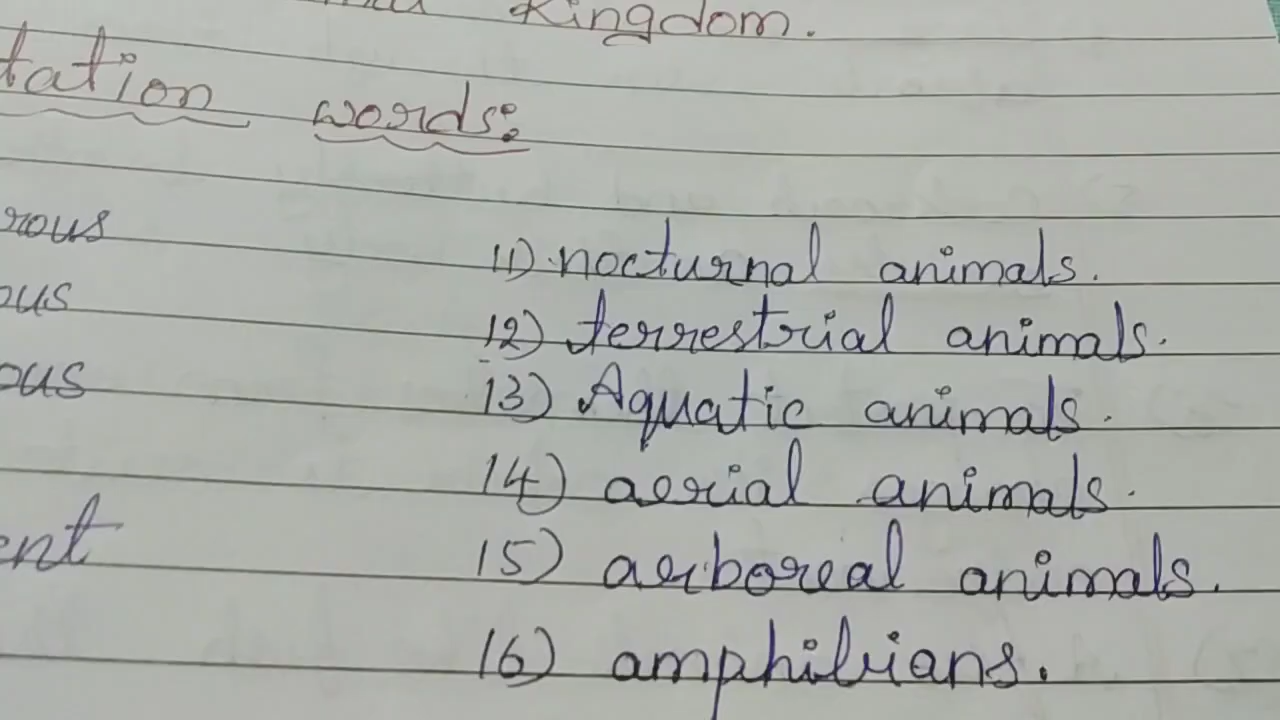 Kingdom.
tation words:
rous
11) nocturnal animals.
ous
12) terrestrial animals.
ous
13) Aquatic animals.
14) aerial animals.
ent
15) arboreal animals.
16) amphibians.